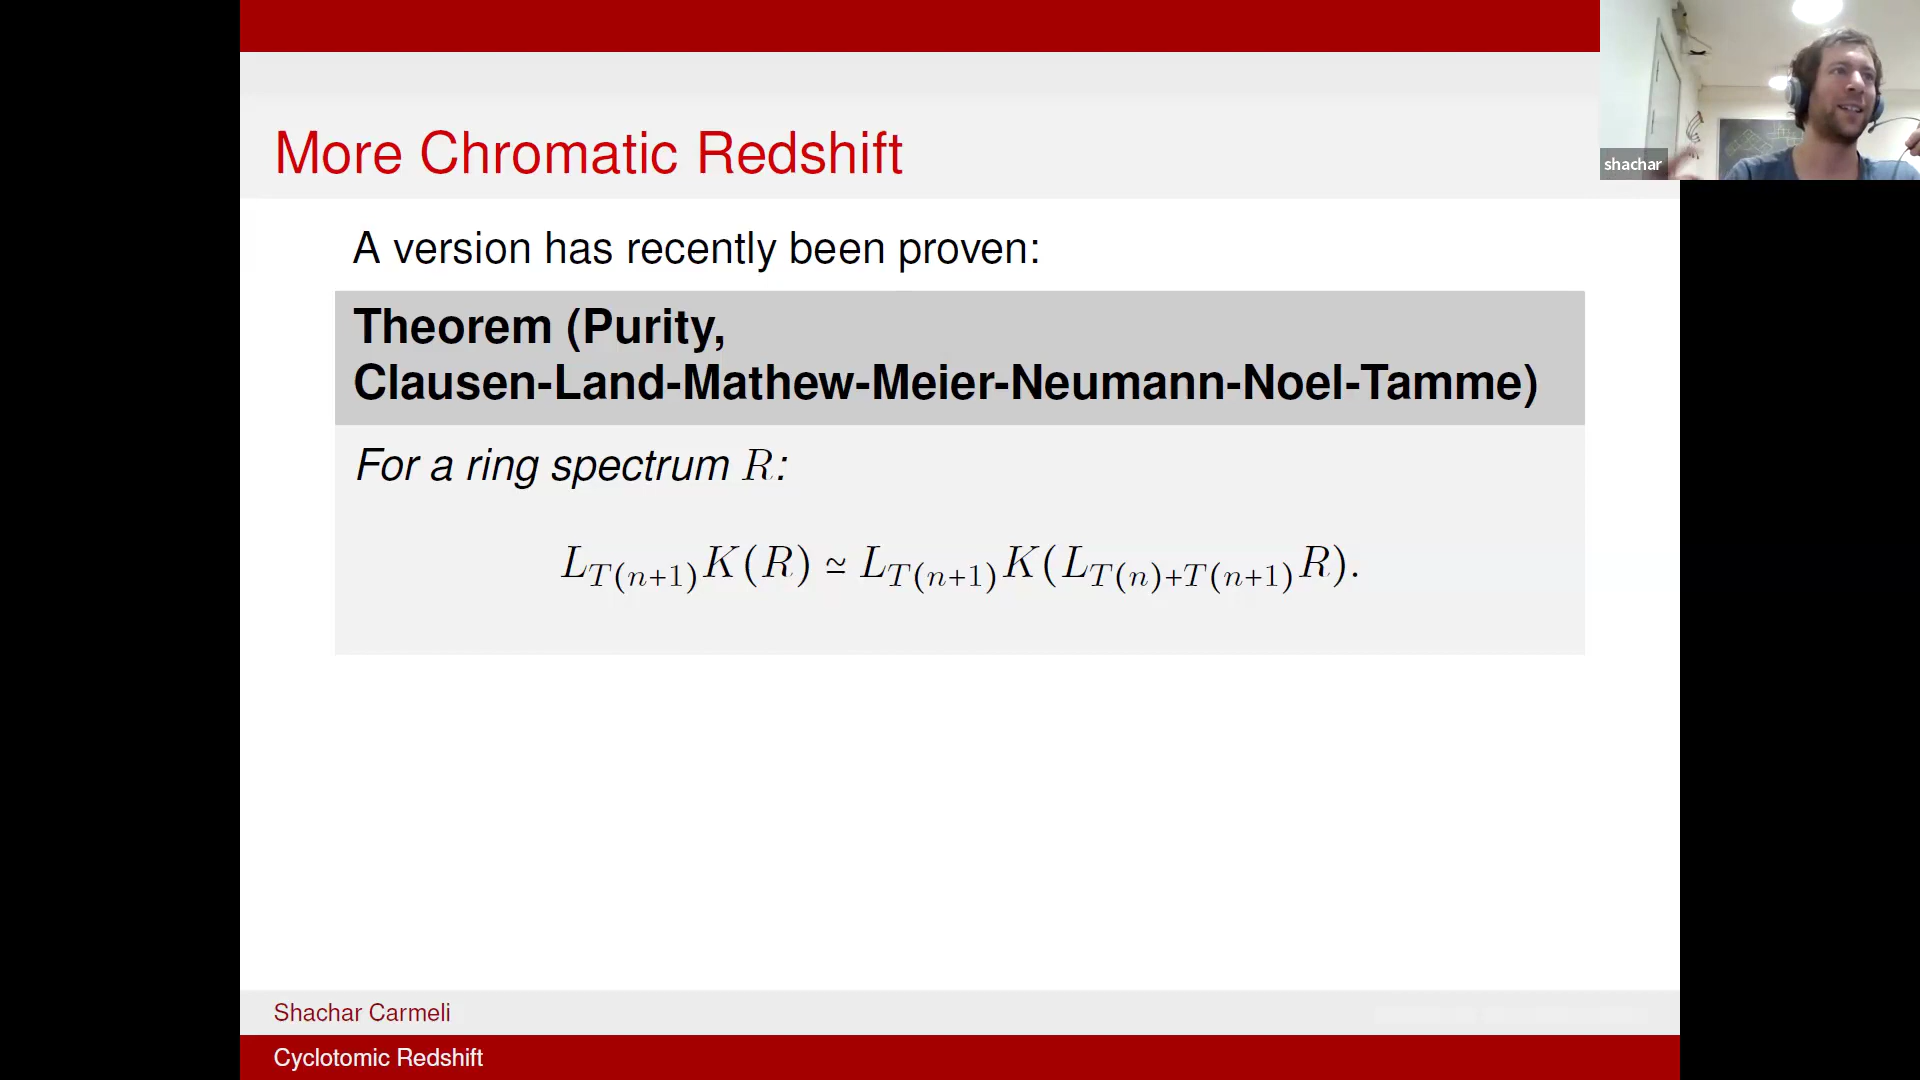 More Chromatic Redshift
shachar
A version has recently been proven:
Theorem (Purity,
Clausen-Land-Mathew-Meier-Neumann-Noel-Tamme)
For a ring spectrum R:
L_{T(n+1)}K(R) ≃ L_{T(n+1)}K(L_{T(n)+T(n+1)}R).
Shachar Carmeli
Cyclotomic Redshift